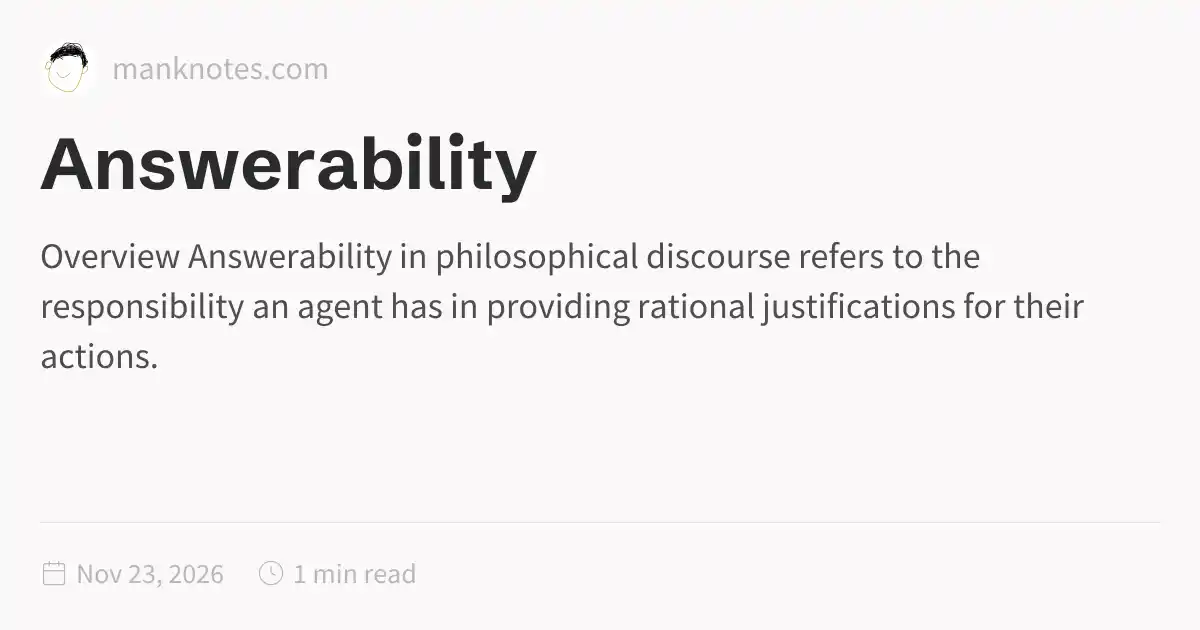 manknotes.com
Answerability
Overview Answerability in philosophical discourse refers to the
responsibility an agent has in providing rational justifications for their
actions.
Nov 23, 2026 1 min read